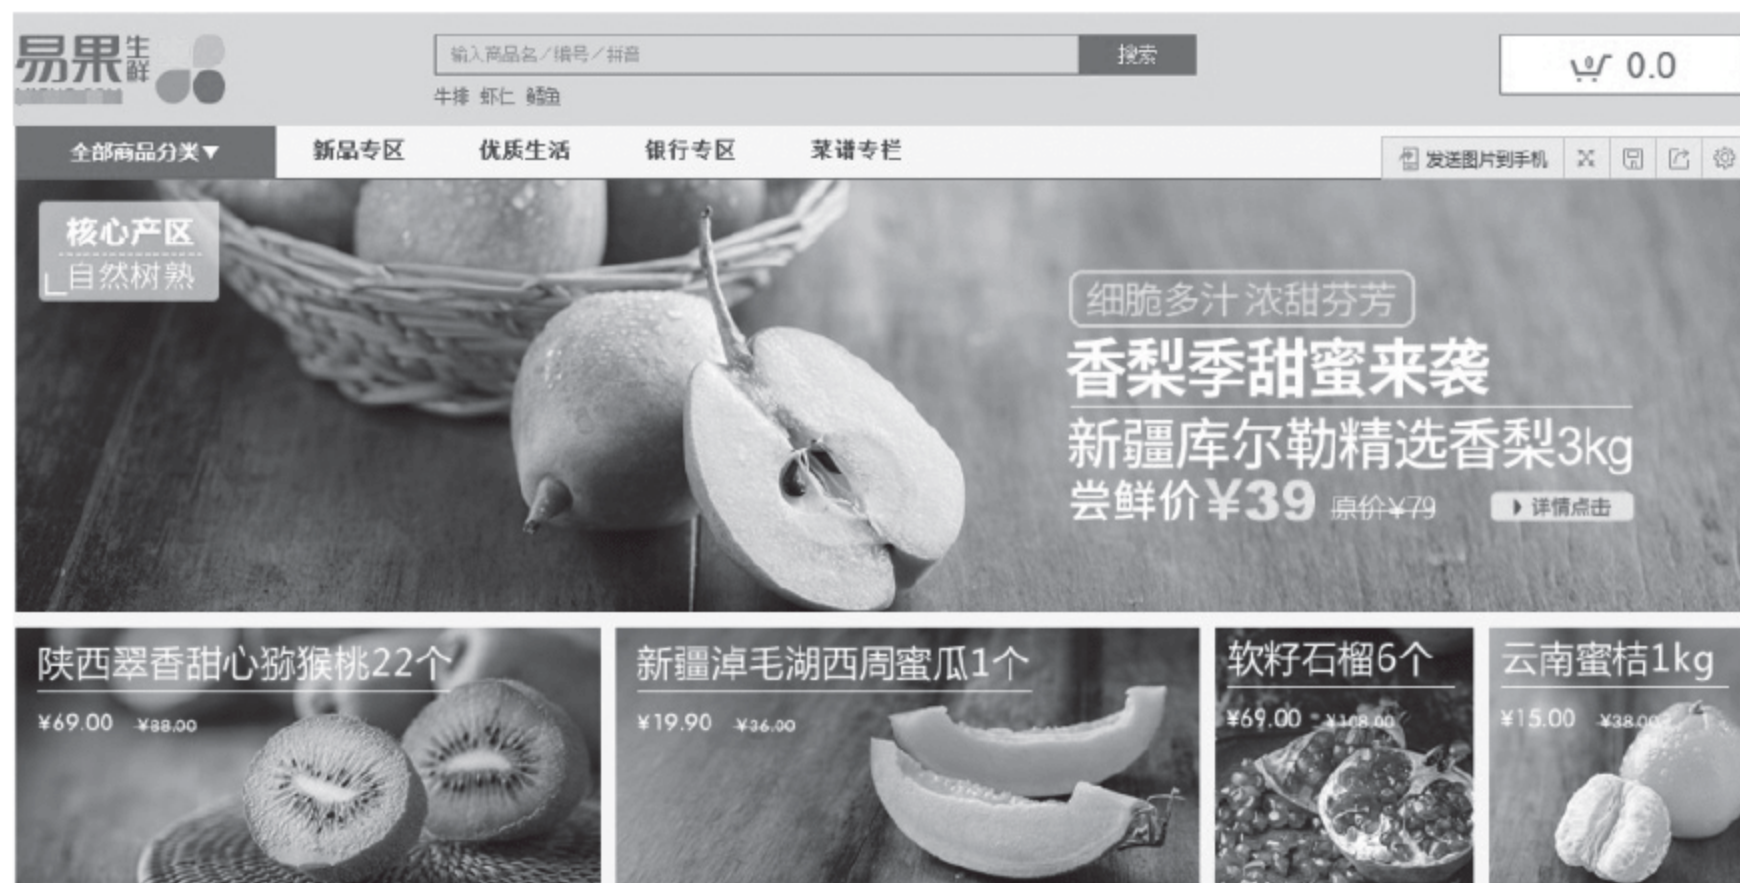 易果生鲜
输入商品名/编号/拼音
搜索
0
0.0
牛排 虾仁 鳕鱼
全部商品分类▼
新品专区
优质生活
银行专区
菜谱专栏
发送图片到手机
核心产区
自然树熟
细脆多汁 浓甜芬芳
香梨季甜蜜来袭
新疆库尔勒精选香梨3kg
尝鲜价¥39 原价¥79
详情点击
陕西翠香甜心猕猴桃22个
¥69.00 ¥88.00
新疆淖毛湖西周蜜瓜1个
¥19.90 ¥36.00
软籽石榴6个
¥69.00 ¥108.00
云南蜜桔1kg
¥15.00 ¥38.00